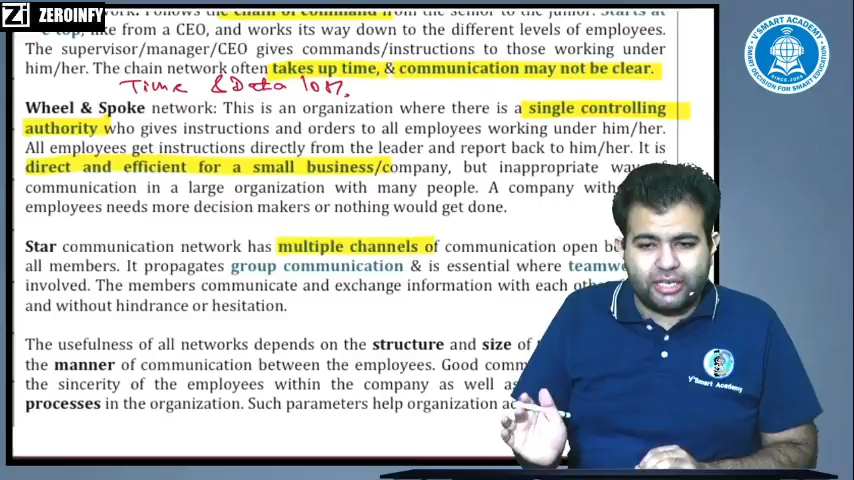 Zi ZEROINFY
V'SMART ACADEMY
SMART DECISION FOR SMART EDUCATION
SINCE-2009
Follows the chain of command from the senior to the junior. Starts at
top, like from a CEO, and works its way down to the different levels of employees.
The supervisor/manager/CEO gives commands/instructions to those working under
him/her. The chain network often takes up time, & communication may not be clear.
Time & Data loss.
Wheel & Spoke network: This is an organization where there is a single controlling
authority who gives instructions and orders to all employees working under him/her.
All employees get instructions directly from the leader and report back to him/her. It is
direct and efficient for a small business/company, but inappropriate way of
communication in a large organization with many people. A company with
employees needs more decision makers or nothing would get done.
Star communication network has multiple channels of communication open
all members. It propagates group communication & is essential where
involved. The members communicate and exchange information with each
and without hindrance or hesitation.
The usefulness of all networks depends on the structure and size of
the manner of communication between the employees. Good
the sincerity of the employees within the company as well as
processes in the organization. Such parameters help organization
V'Smart Academy